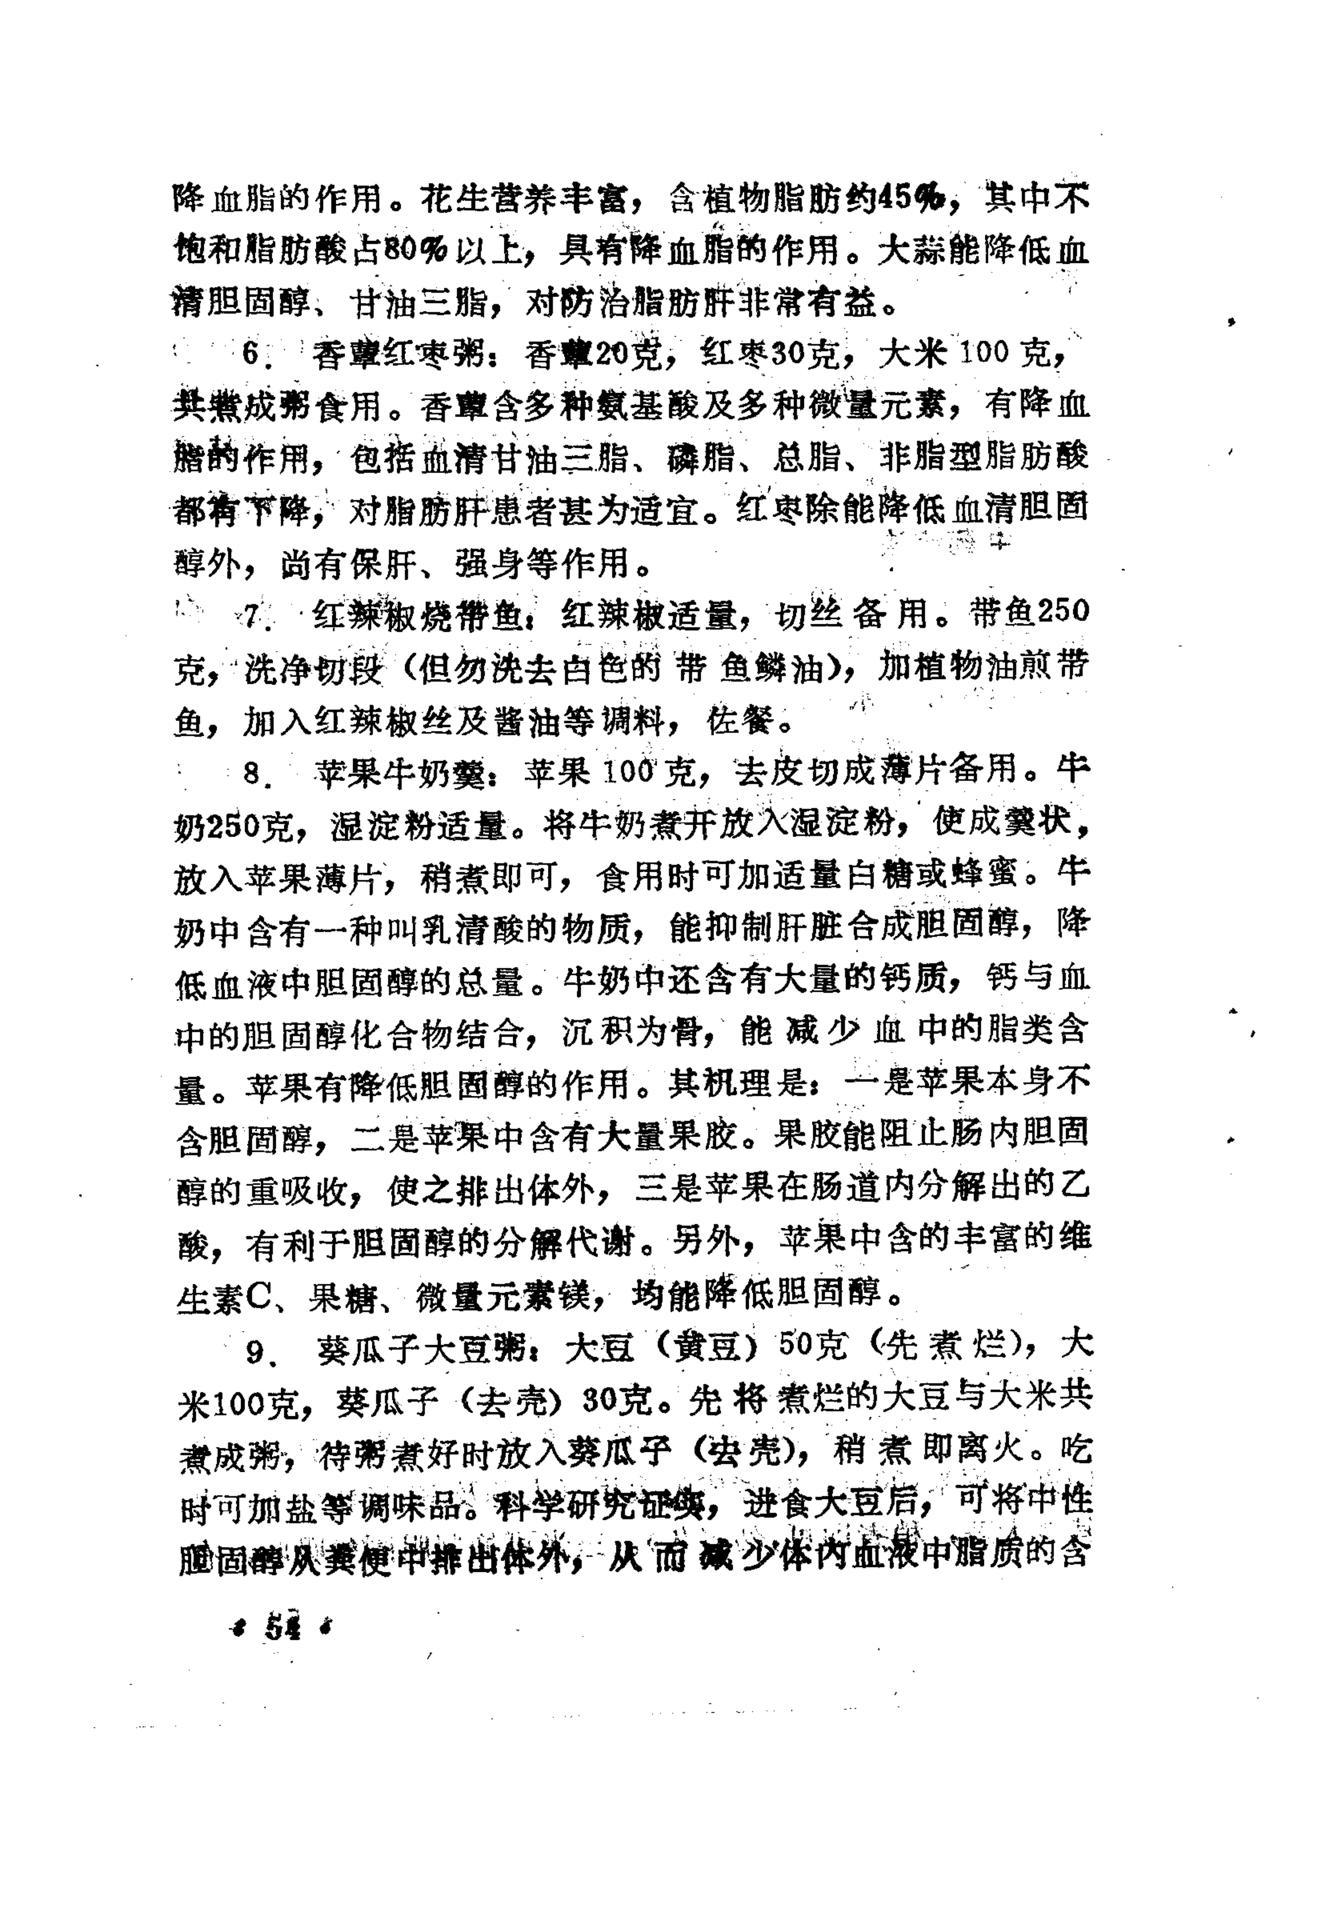 降血脂的作用。花生营养丰富，含植物脂肪约45%，其中不
饱和脂肪酸占80%以上，具有降血脂的作用。大蒜能降低血
清胆固醇、甘油三脂，对防治脂肪肝非常有益。
6． 香蕈红枣粥：香蕈20克，红枣30克，大米100克，
共煮成粥食用。香蕈含多种氨基酸及多种微量元素，有降血
脂的作用，包括血清甘油三脂、磷脂、总脂、非脂型脂肪酸
都有下降，对脂肪肝患者甚为适宜。红枣除能降低血清胆固
醇外，尚有保肝、强身等作用。
7． 红辣椒烧带鱼：红辣椒适量，切丝备用。带鱼250
克，洗净切段（但勿洗去白色的带鱼鳞油），加植物油煎带
鱼，加入红辣椒丝及酱油等调料，佐餐。
8． 苹果牛奶羹：苹果100克，去皮切成薄片备用。牛
奶250克，湿淀粉适量。将牛奶煮开放入湿淀粉，使成羹状，
放入苹果薄片，稍煮即可，食用时可加适量白糖或蜂蜜。牛
奶中含有一种叫乳清酸的物质，能抑制肝脏合成胆固醇，降
低血液中胆固醇的总量。牛奶中还含有大量的钙质，钙与血
中的胆固醇化合物结合，沉积为骨，能减少血中的脂类含
量。苹果有降低胆固醇的作用。其机理是：一是苹果本身不
含胆固醇，二是苹果中含有大量果胶。果胶能阻止肠内胆固
醇的重吸收，使之排出体外，三是苹果在肠道内分解出的乙
酸，有利于胆固醇的分解代谢。另外，苹果中含的丰富的维
生素C、果糖、微量元素镁，均能降低胆固醇。
9． 葵瓜子大豆粥：大豆（黄豆）50克（先煮烂），大
米100克，葵瓜子（去壳）30克。先将煮烂的大豆与大米共
煮成粥，待粥煮好时放入葵瓜子（去壳），稍煮即离火。吃
时可加盐等调味品。科学研究证实，进食大豆后，可将中性
胆固醇从粪便中排出体外，从而减少体内血液中脂质的含
• 54 •